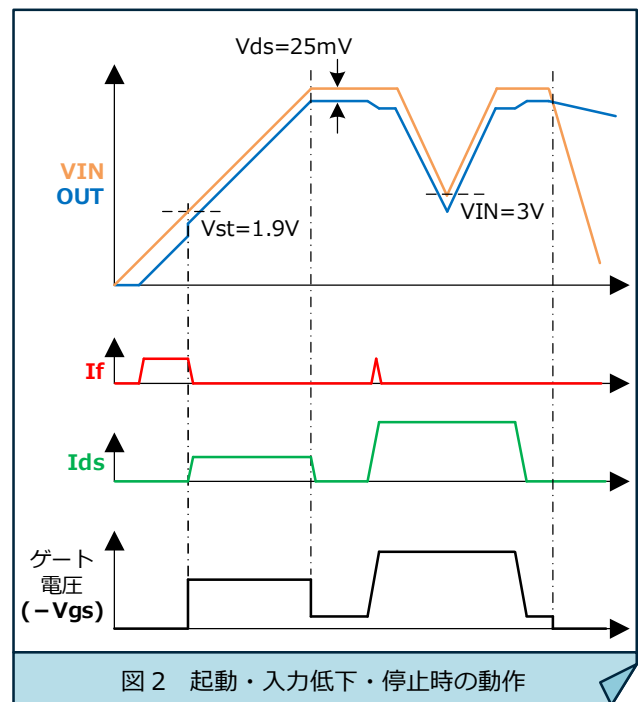 Vds=25mV
VIN
OUT
Vst=1.9V
VIN=3V
If
Ids
ゲート
電圧
(－Vgs)
図２ 起動・入力低下・停止時の動作